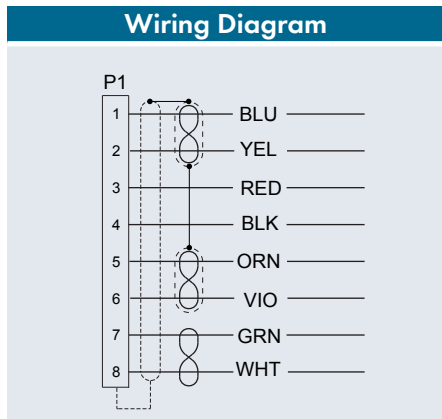 Wiring Diagram
P1
1 BLU
2 YEL
3 RED
4 BLK
5 ORN
6 VIO
7 GRN
8 WHT